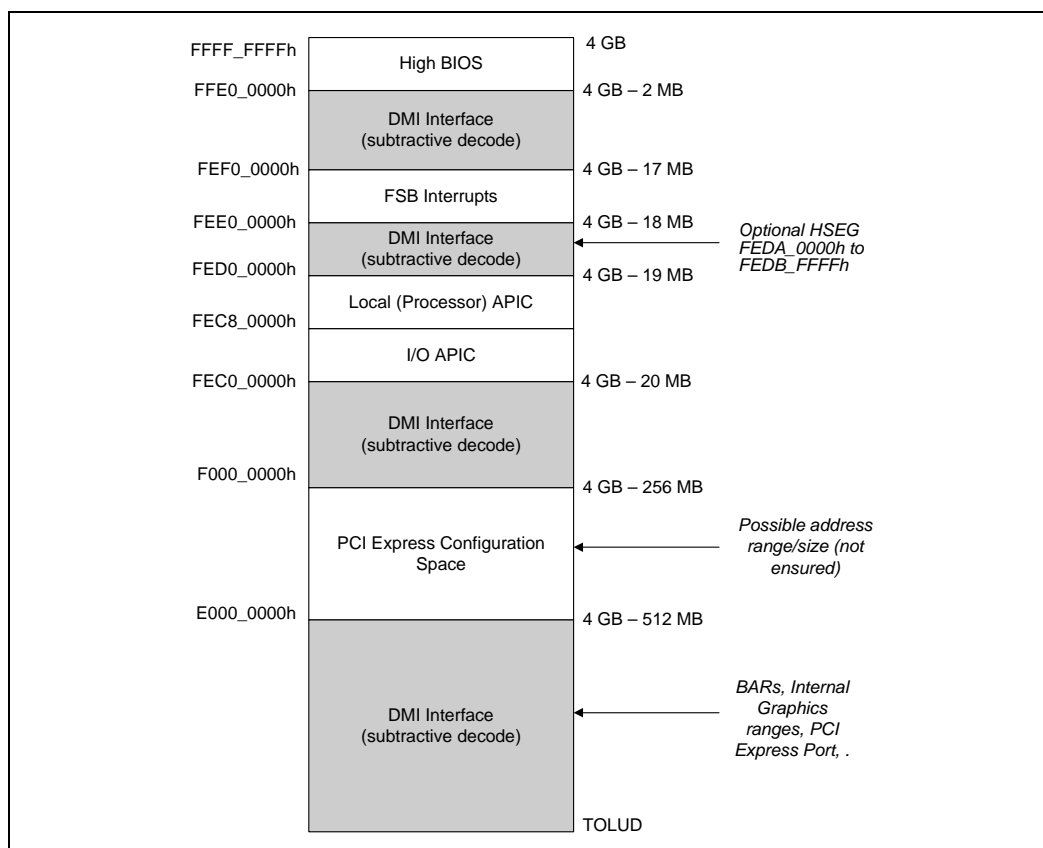 FFFF_FFFFh
4 GB
High BIOS
FFE0_0000h
4 GB – 2 MB
DMI Interface
(subtractive decode)
FEF0_0000h
4 GB – 17 MB
FSB Interrupts
FEE0_0000h
4 GB – 18 MB
DMI Interface
(subtractive decode)
Optional HSEG
FEDA_0000h to
FEDB_FFFFh
FED0_0000h
4 GB – 19 MB
Local (Processor) APIC
FEC8_0000h
I/O APIC
FEC0_0000h
4 GB – 20 MB
DMI Interface
(subtractive decode)
F000_0000h
4 GB – 256 MB
PCI Express Configuration
Space
Possible address
range/size (not
ensured)
E000_0000h
4 GB – 512 MB
DMI Interface
(subtractive decode)
BARs, Internal
Graphics
ranges, PCI
Express Port, .
TOLUD